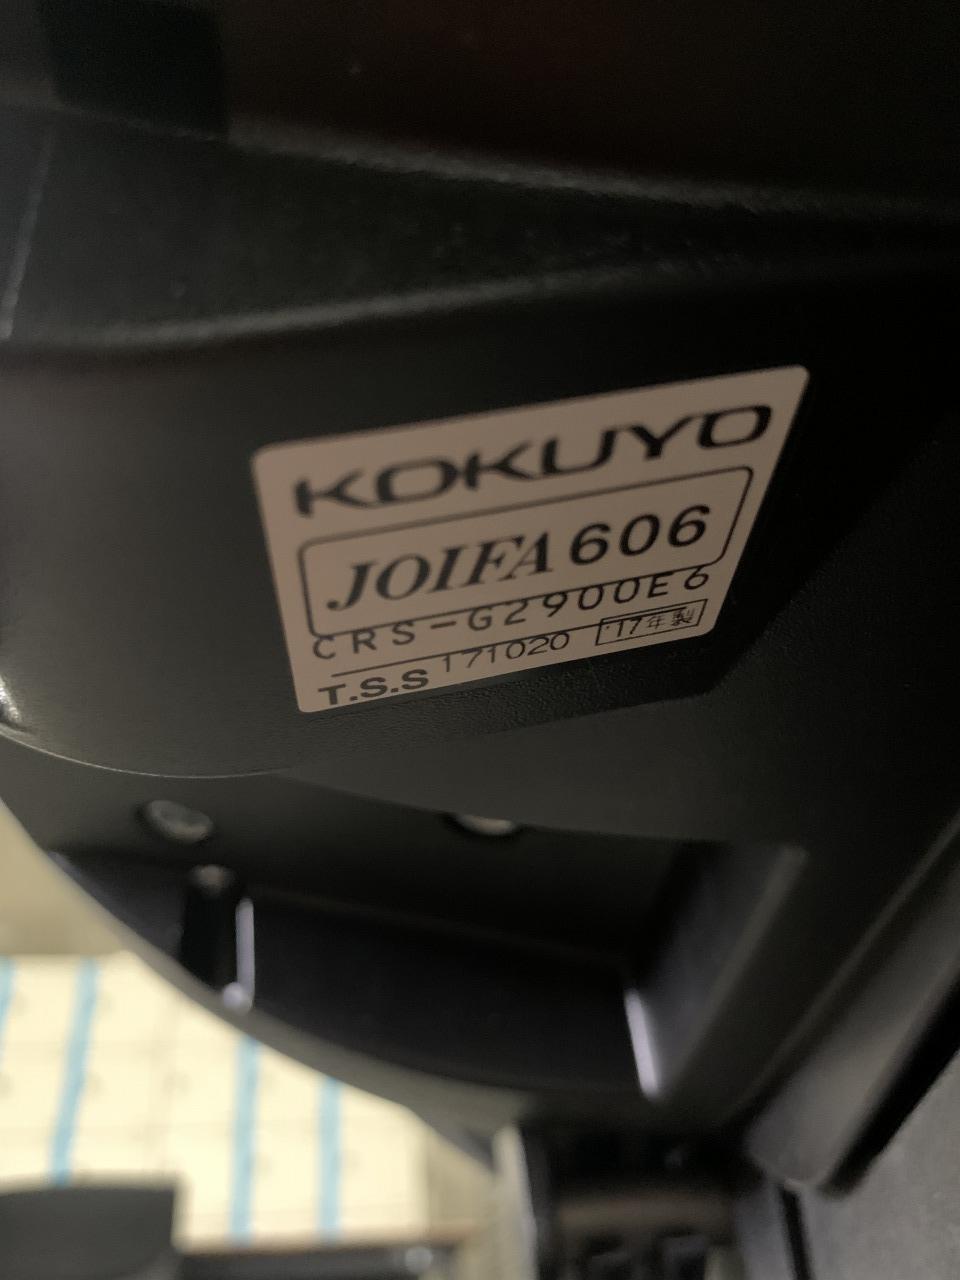 KOKUYO
JOIFA 606
CRS-G2900E6
T.S.S 171020 '17年製